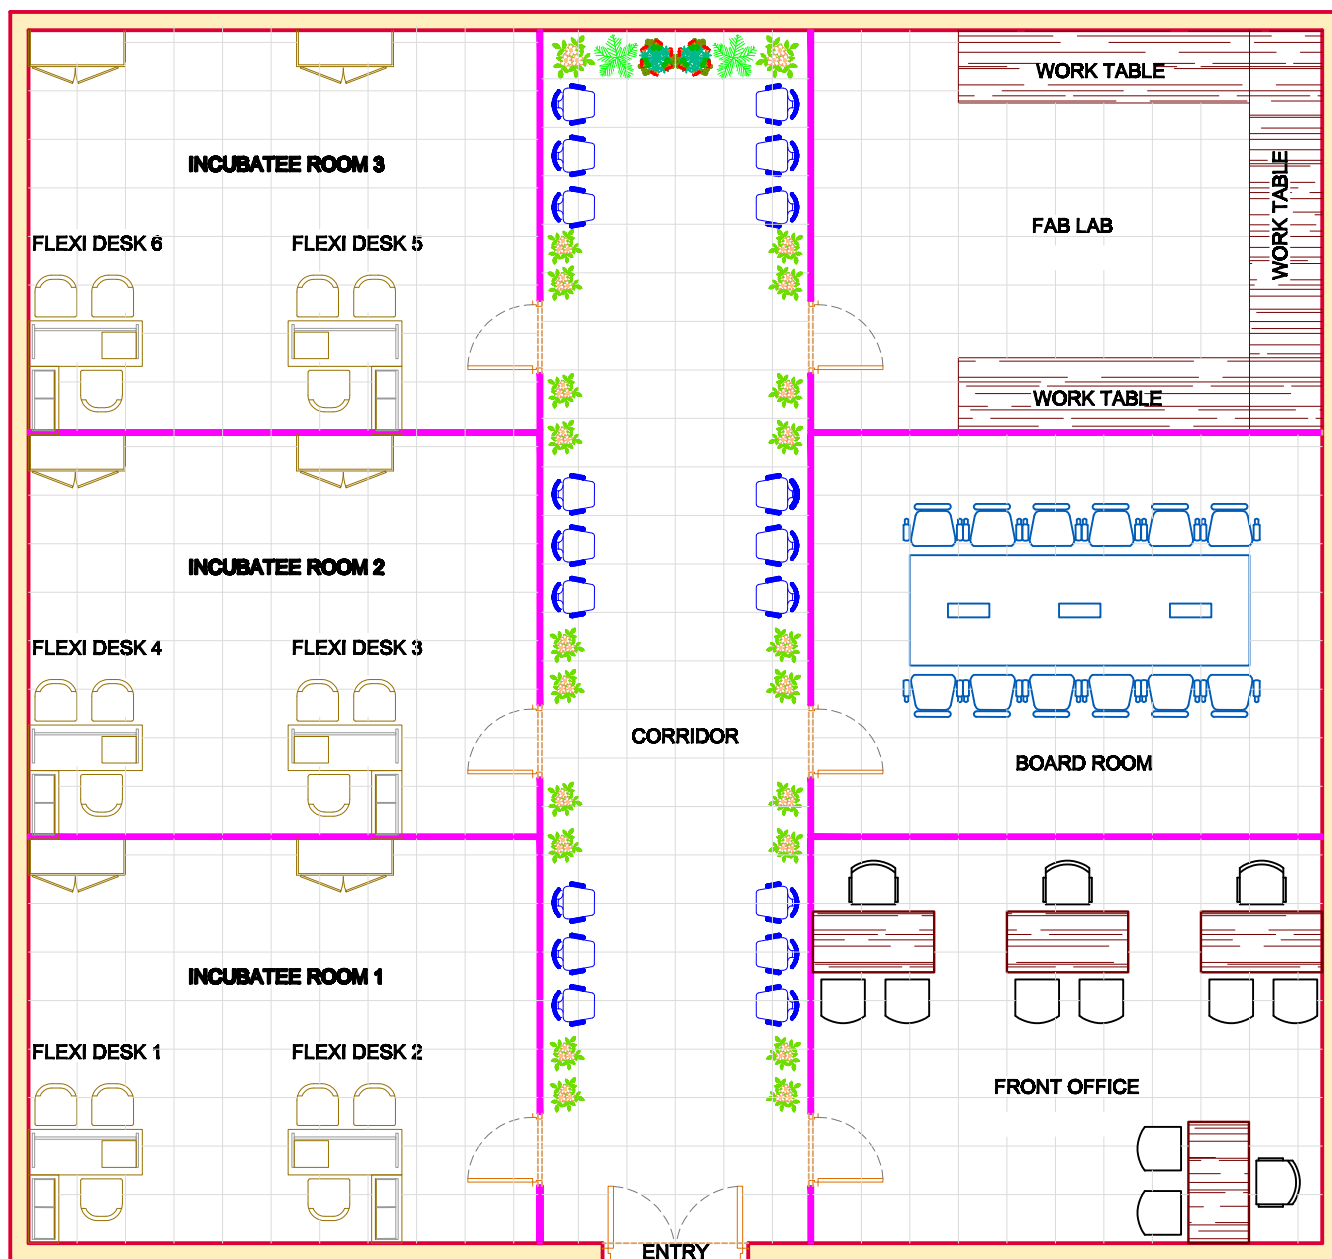 WORK TABLE
INCUBATEE ROOM 3
WORK TABLE
FAB LAB
FLEXI DESK 6
FLEXI DESK 5
WORK TABLE
INCUBATEE ROOM 2
FLEXI DESK 4
FLEXI DESK 3
CORRIDOR
BOARD ROOM
INCUBATEE ROOM 1
FLEXI DESK 1
FLEXI DESK 2
FRONT OFFICE
ENTRY